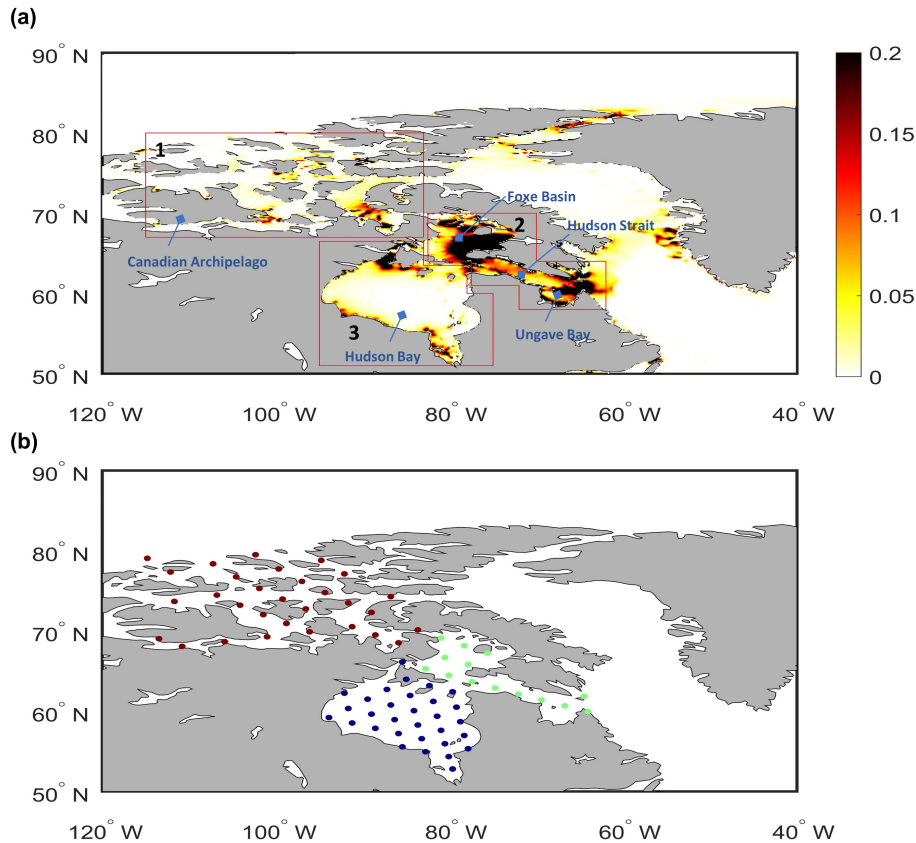 (a)
90° N
80° N
70° N
60° N
50° N
120° W
100° W
80° W
60° W
40° W
0.2
0.15
0.1
0.05
0
1
2
3
Foxe Basin
Hudson Strait
Canadian Archipelago
Ungave Bay
Hudson Bay
(b)
90° N
80° N
70° N
60° N
50° N
120° W
100° W
80° W
60° W
40° W